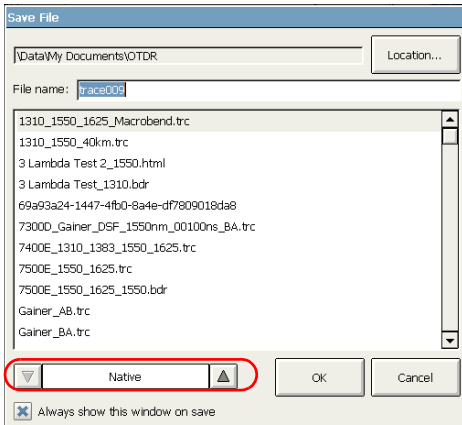 Save File
\Data\My Documents\OTDR
Location...
File name: trace009
1310_1550_1625_Macrobend.trc
1310_1550_40km.trc
3 Lambda Test 2_1550.html
3 Lambda Test_1310.bdr
69a93a24-1447-4fb0-8a4e-df7809018da8
7300D_Gainer_DSF_1550nm_00100ns_BA.trc
7400E_1310_1383_1550_1625.trc
7500E_1550_1625.trc
7500E_1550_1625_1550.bdr
Gainer_AB.trc
Gainer_BA.trc
Native
OK
Cancel
Always show this window on save